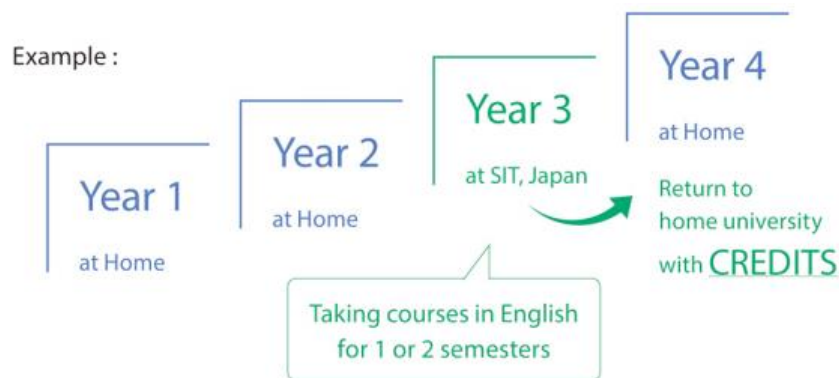 Example :
Year 1
at Home
Year 2
at Home
Year 3
at SIT, Japan
Taking courses in English
for 1 or 2 semesters
Year 4
at Home
Return to
home university
with CREDITS